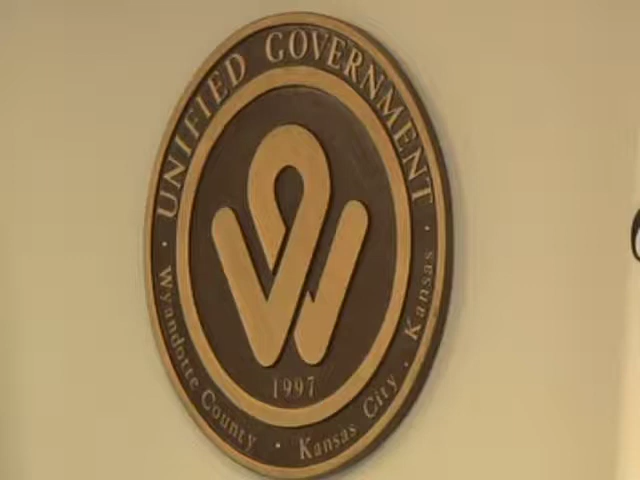 UNIFIED GOVERNMENT
Wyandotte County · Kansas City · Kansas
1997